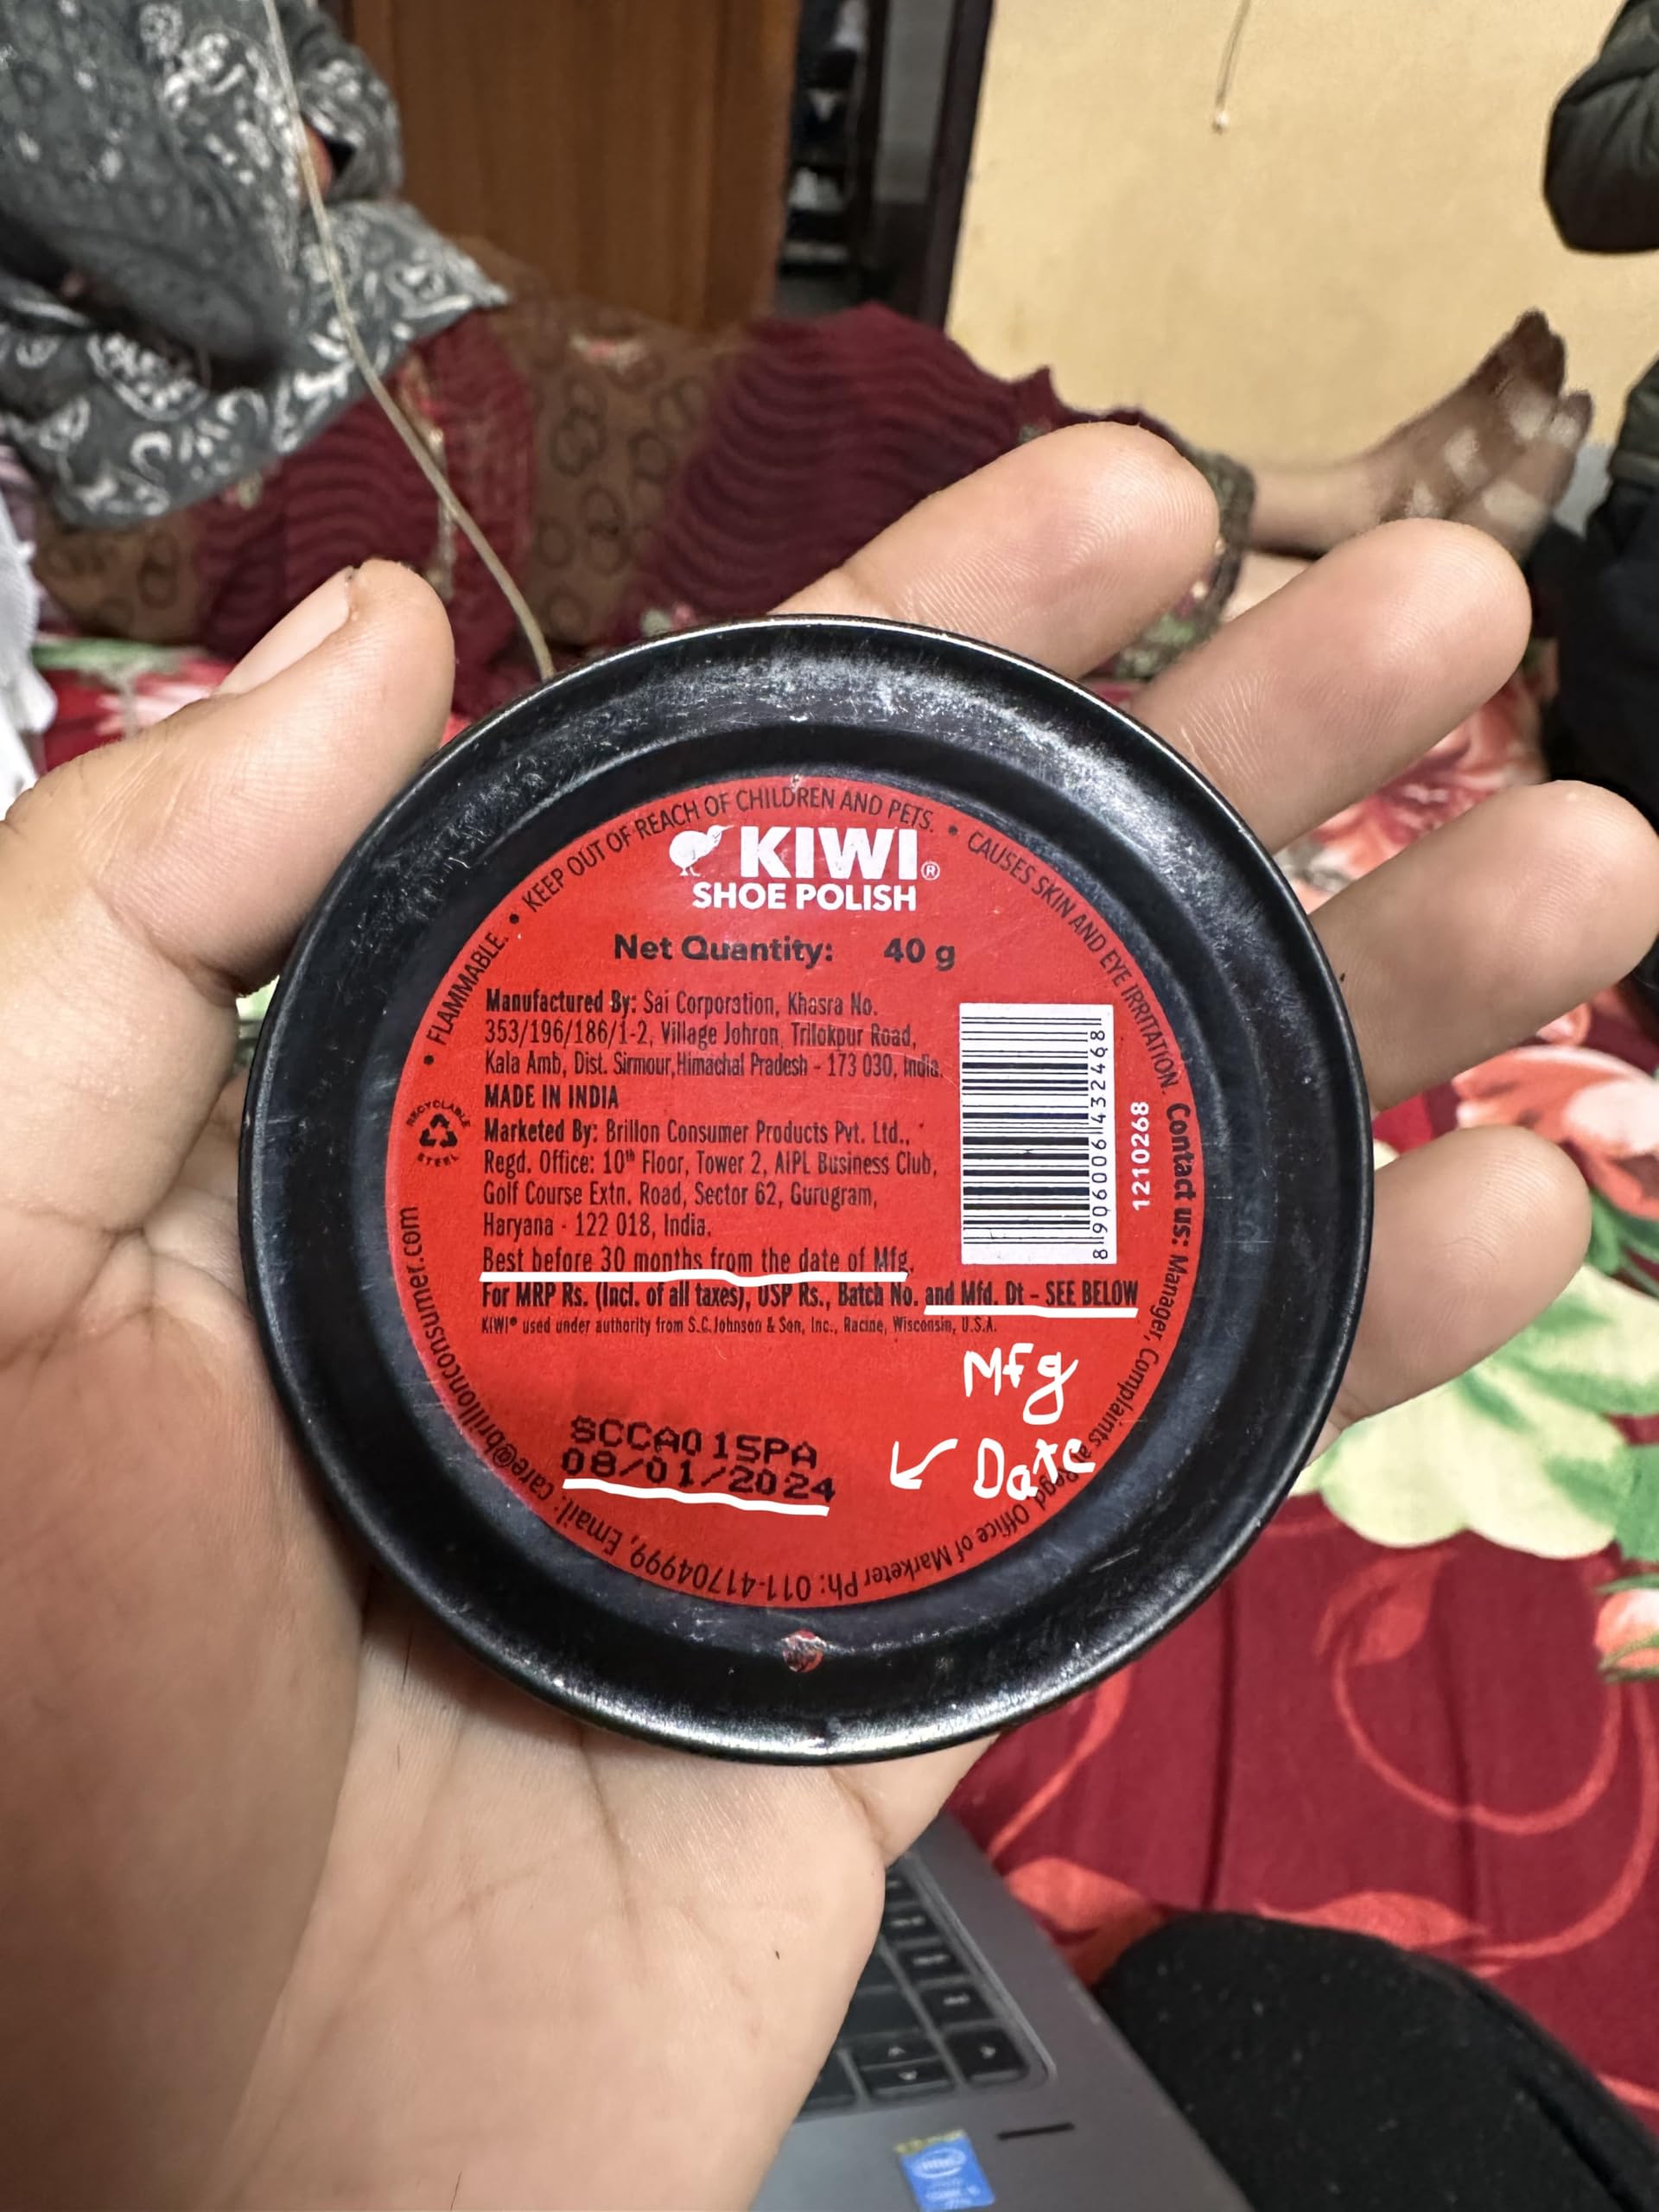 • FLAMMABLE. • KEEP OUT OF REACH OF CHILDREN AND PETS. • CAUSES SKIN AND EYE IRRITATION.
KIWI®
SHOE POLISH
Net Quantity: 40 g
Manufactured By: Sai Corporation, Khasra No.
353/196/186/1-2, Village Johron, Trilokpur Road,
Kala Amb, Dist. Sirmour,Himachal Pradesh - 173 030, India.
MADE IN INDIA
Marketed By: Brillon Consumer Products Pvt. Ltd.,
Regd. Office: 10th Floor, Tower 2, AIPL Business Club,
Golf Course Extn. Road, Sector 62, Gurugram,
Haryana - 122 018, India.
Best before 30 months from the date of Mfg.
For MRP Rs. (Incl. of all taxes), USP Rs., Batch No. and Mfd. Dt - SEE BELOW
KIWI® used under authority from S.C.Johnson & Son, Inc., Racine, Wisconsin, U.S.A.
RECYCLABLE
STEEL
8906006432468
1210268
Mfg
Date
SCCA015PA
08/01/2024
Contact us: Manager, Complaints at Regd. Office of Marketer Ph: 011-41704999, Email: care@brillonconsumer.com